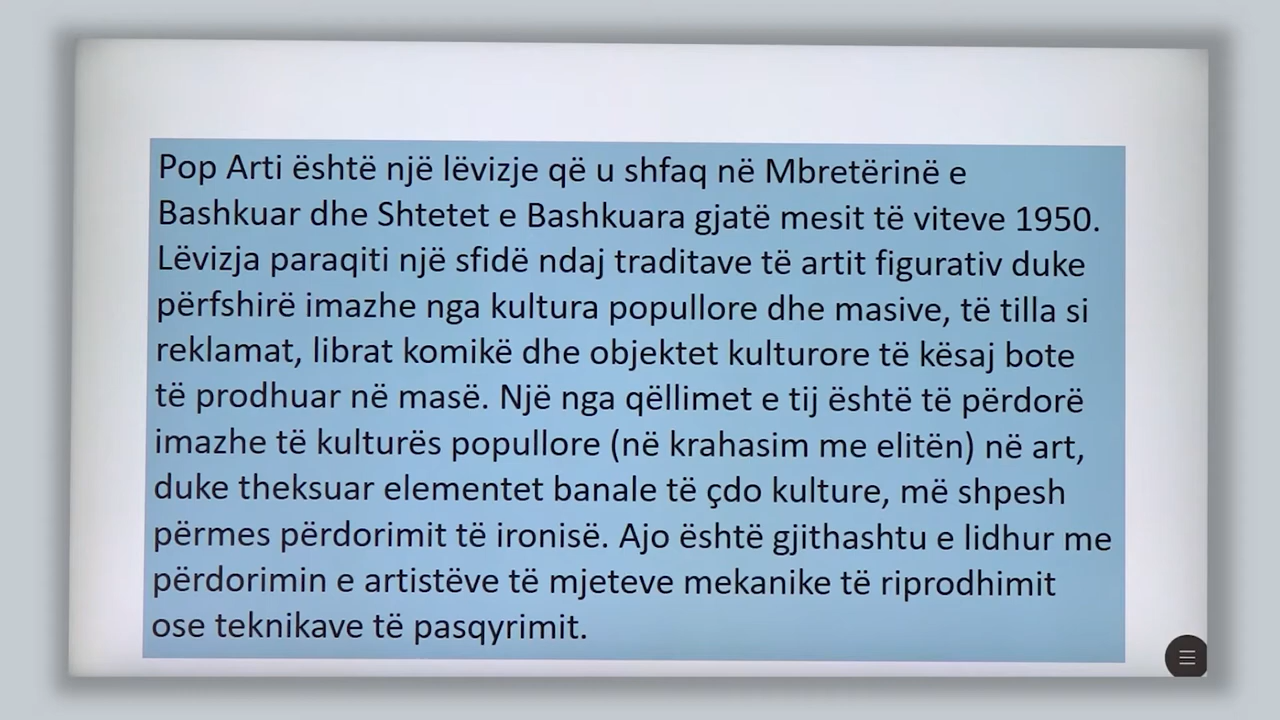 Pop Arti është një lëvizje që u shfaq në Mbretërinë e
Bashkuar dhe Shtetet e Bashkuara gjatë mesit të viteve 1950.
Lëvizja paraqiti një sfidë ndaj traditave të artit figurativ duke
përfshirë imazhe nga kultura popullore dhe masive, të tilla si
reklamat, librat komikë dhe objektet kulturore të kësaj bote
të prodhuar në masë. Një nga qëllimet e tij është të përdorë
imazhe të kulturës popullore (në krahasim me elitën) në art,
duke theksuar elementet banale të çdo kulture, më shpesh
përmes përdorimit të ironisë. Ajo është gjithashtu e lidhur me
përdorimin e artistëve të mjeteve mekanike të riprodhimit
ose teknikave të pasqyrimit.